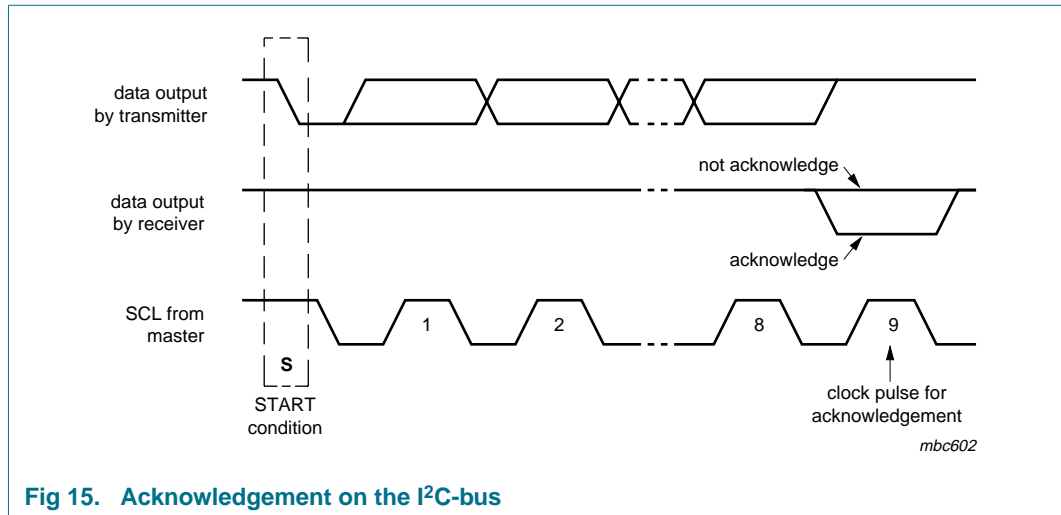 data output
by transmitter
not acknowledge
data output
by receiver
acknowledge
SCL from
master
1
2
8
9
S
START
condition
clock pulse for
acknowledgement
mbc602
Fig 15. Acknowledgement on the I²C-bus